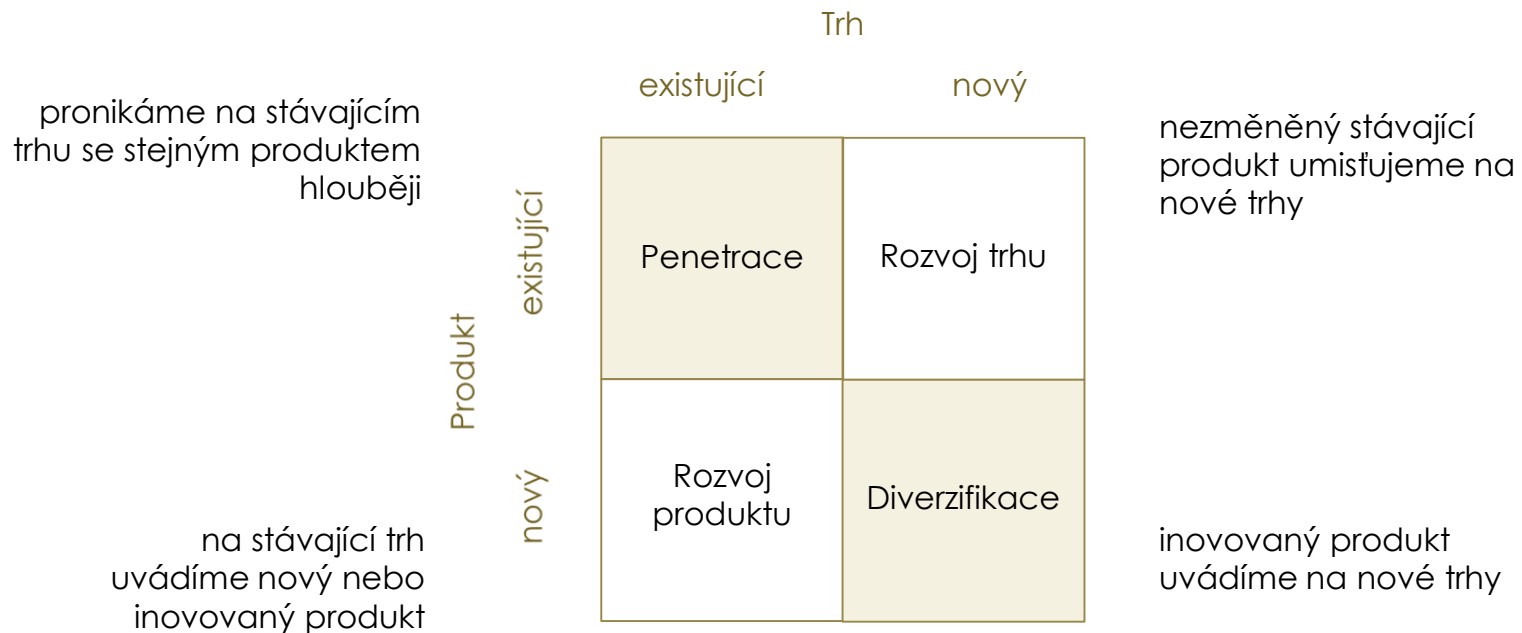 Trh
existující
nový
pronikáme na stávajícím
trhu se stejným produktem
hlouběji
nezměněný stávající
produkt umisťujeme na
nové trhy
Produkt
existující
Penetrace
Rozvoj trhu
nový
Rozvoj
produktu
Diverzifikace
na stávající trh
uvádíme nový nebo
inovovaný produkt
inovovaný produkt
uvádíme na nové trhy